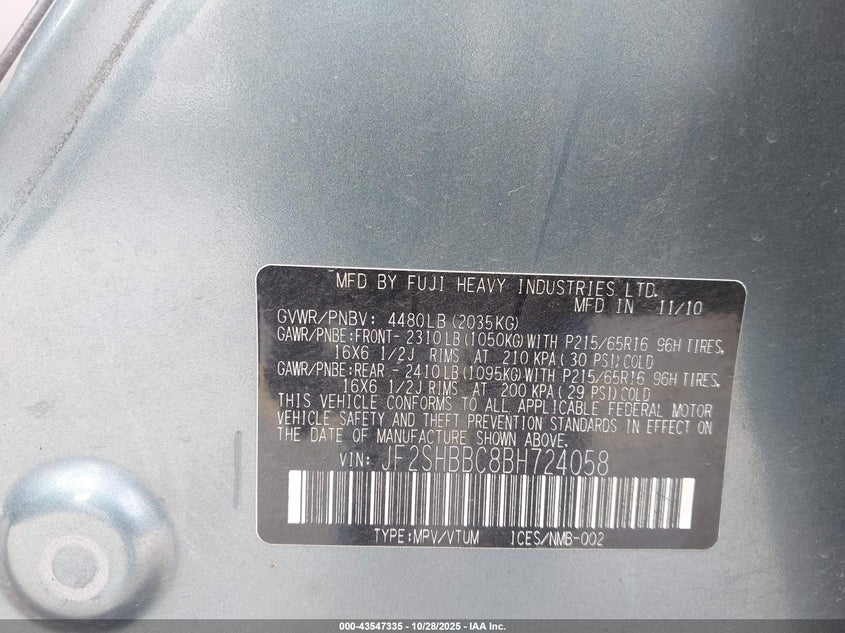 MFD BY FUJI HEAVY INDUSTRIES LTD.
MFD IN 11/10
GVWR/PNBV: 4480LB(2035KG)
GAWR/PNBE:FRONT- 2310LB(1050KG)WITH P215/65R16 96H TIRES,
16X6 1/2J RIMS AT 210 KPA(30 PSI)COLD
GAWR/PNBE:REAR - 2410LB(1095KG)WITH P215/65R16 96H TIRES,
16X6 1/2J RIMS AT 200 KPA(29 PSI)COLD
THIS VEHICLE CONFORMS TO ALL APPLICABLE FEDERAL MOTOR
VEHICLE SAFETY AND THEFT PREVENTION STANDARDS IN EFFECT ON
THE DATE OF MANUFACTURE SHOWN ABOVE.
VIN: JF2SHBBC8BH724058
TYPE:MPV/VTUM ICES/NMB-002
000-43547335 - 10/28/2025 - IAA Inc.